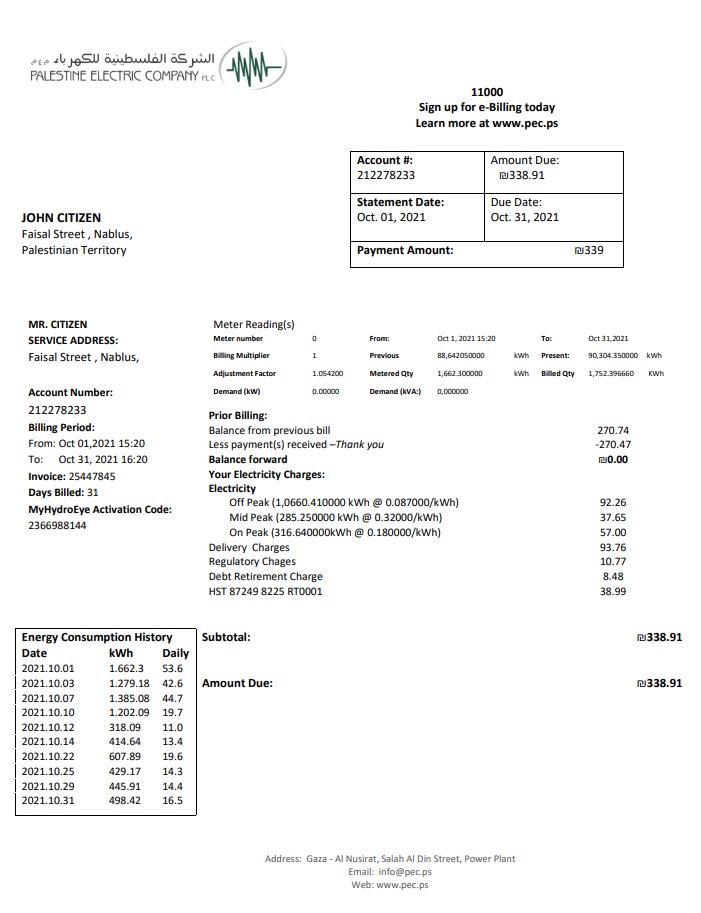 الشركة الفلسطينية للكهرباء م.ع.م
PALESTINE ELECTRIC COMPANY PLC
11000
Sign up for e-Billing today
Learn more at www.pec.ps
Account #: Amount Due:
212278233 ₪338.91
Statement Date: Due Date:
Oct. 01, 2021 Oct. 31, 2021
Payment Amount: ₪339
JOHN CITIZEN
Faisal Street , Nablus,
Palestinian Territory
MR. CITIZEN
SERVICE ADDRESS:
Faisal Street , Nablus,
Account Number:
212278233
Billing Period:
From: Oct 01,2021 15:20
To: Oct 31, 2021 16:20
Invoice: 25447845
Days Billed: 31
MyHydroEye Activation Code:
2366988144
Meter Reading(s)
Meter number 0 From: Oct 1, 2021 15:20 To: Oct 31,2021
Billing Multiplier 1 Previous 88,642050000 kWh Present: 90,304.350000 kWh
Adjustment Factor 1.054200 Metered Qty 1,662.300000 kWh Billed Qty 1,752.396660 KWh
Demand (kW) 0.00000 Demand (kVA:) 0,000000
Prior Billing:
Balance from previous bill 270.74
Less payment(s) received –Thank you -270.47
Balance forward ₪0.00
Your Electricity Charges:
Electricity
Off Peak (1,0660.410000 kWh @ 0.087000/kWh) 92.26
Mid Peak (285.250000 kWh @ 0.32000/kWh) 37.65
On Peak (316.640000kWh @ 0.180000/kWh) 57.00
Delivery Charges 93.76
Regulatory Chages 10.77
Debt Retirement Charge 8.48
HST 87249 8225 RT0001 38.99
Energy Consumption History
Date kWh Daily
2021.10.01 1.662.3 53.6
2021.10.03 1.279.18 42.6
2021.10.07 1.385.08 44.7
2021.10.10 1.202.09 19.7
2021.10.12 318.09 11.0
2021.10.14 414.64 13.4
2021.10.22 607.89 19.6
2021.10.25 429.17 14.3
2021.10.29 445.91 14.4
2021.10.31 498.42 16.5
Subtotal: ₪338.91
Amount Due: ₪338.91
Address: Gaza - Al Nusirat, Salah Al Din Street, Power Plant
Email: info@pec.ps
Web: www.pec.ps